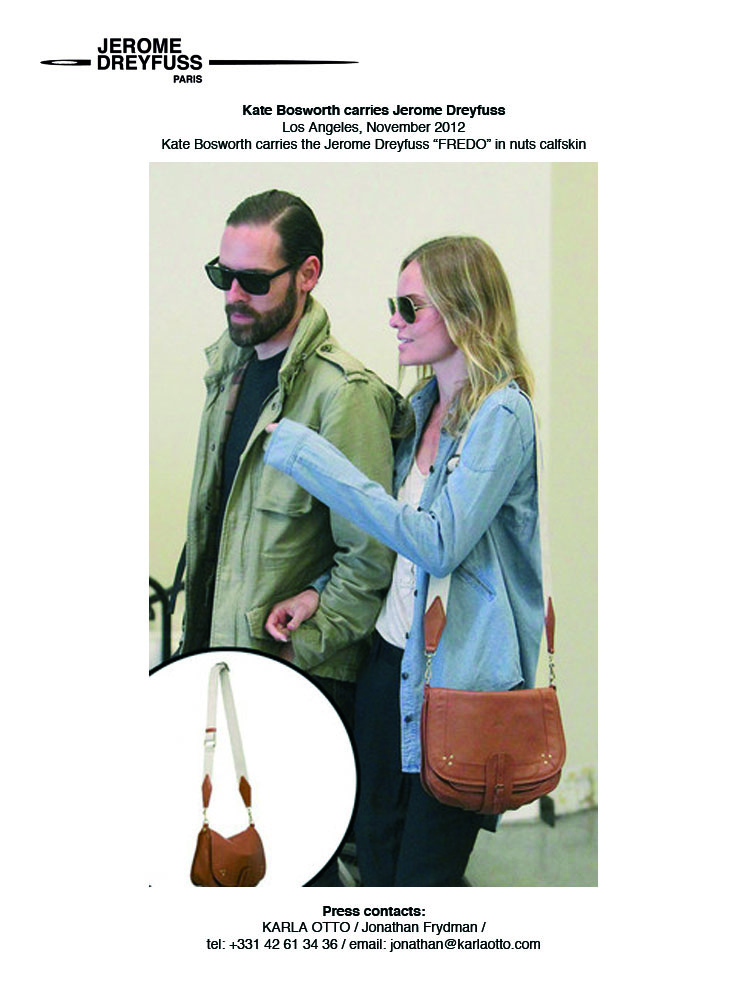 JEROME
DREYFUSS
PARIS
Kate Bosworth carries Jerome Dreyfuss
Los Angeles, November 2012
Kate Bosworth carries the Jerome Dreyfuss “FREDO” in nuts calfskin
Press contacts:
KARLA OTTO / Jonathan Frydman /
tel: +331 42 61 34 36 / email: jonathan@karlaotto.com